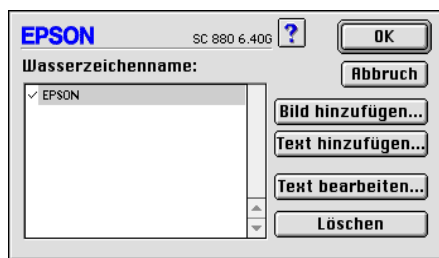 EPSON SC 880 6.40G ? OK
Wasserzeichenname: Abbruch
✓ EPSON
Bild hinzufügen...
Text hinzufügen...
Text bearbeiten...
Löschen